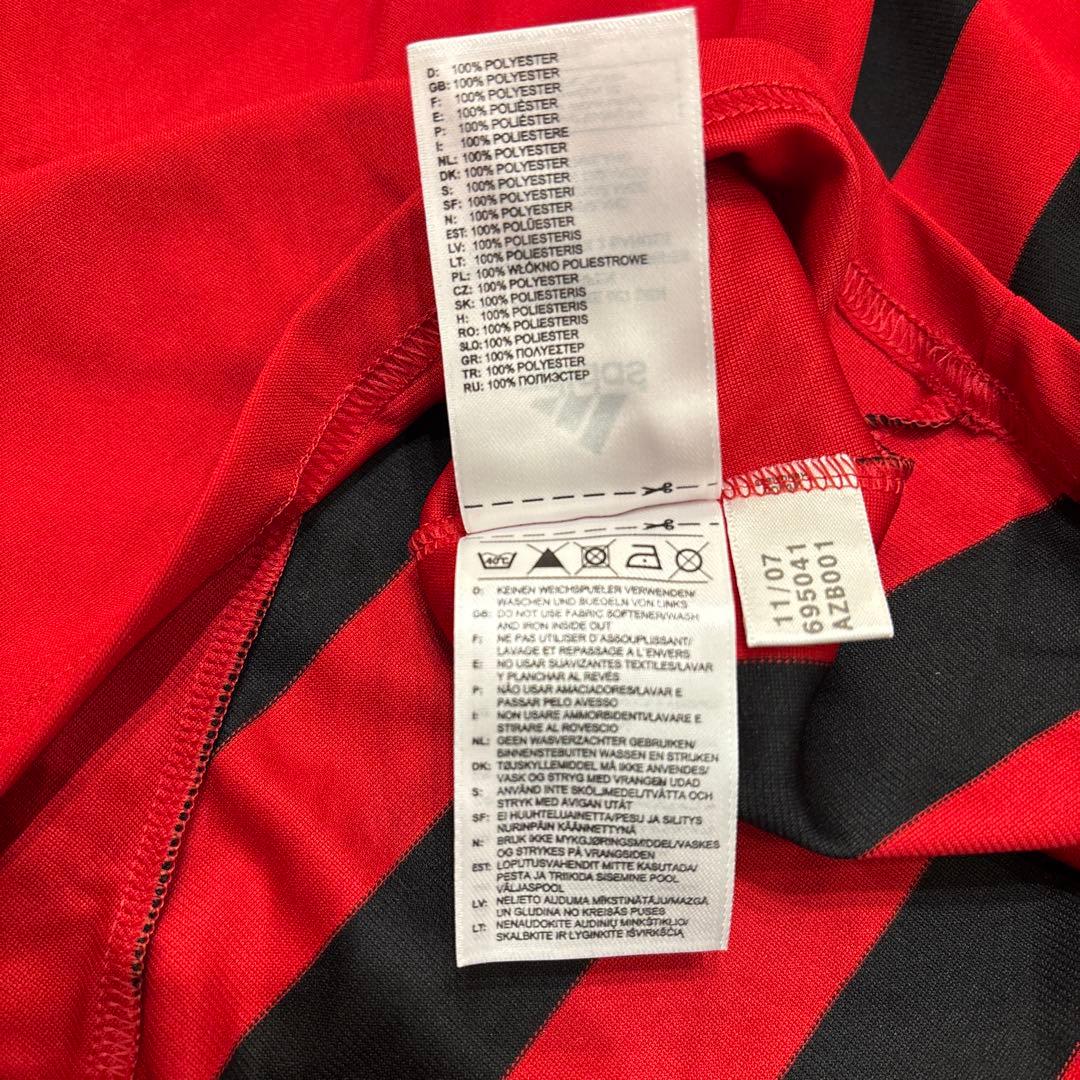 D: 100% POLYESTER
GB: 100% POLYESTER
F: 100% POLYESTER
E: 100% POLIÉSTER
P: 100% POLIÉSTER
I: 100% POLIESTERE
NL: 100% POLYESTER
DK: 100% POLYESTER
S: 100% POLYESTER
SF: 100% POLYESTERI
N: 100% POLYESTER
EST: 100% POLÜESTER
LV: 100% POLIESTERIS
LT: 100% POLIESTERIS
PL: 100% WŁÓKNO POLIESTROWE
CZ: 100% POLYESTER
SK: 100% POLIESTERIS
H: 100% POLIESTERIS
RO: 100% POLIESTERIS
SLO: 100% POLIESTER
GR: 100% ΠΟΛΥΕΣΤΕΡ
TR: 100% POLYESTER
RU: 100% ПОПИЭСТЕР
40°C
D: KEINEN WEICHSPUELER VERWENDEN/
WASCHEN UND BUEGELN VON LINKS
GB: DO NOT USE FABRIC SOFTENER/WASH
AND IRON INSIDE OUT
F: NE PAS UTILISER D'ASSOUPLISSANT/
LAVAGE ET REPASSAGE A L'ENVERS
E: NO USAR SUAVIZANTES TEXTILES/LAVAR
Y PLANCHAR AL REVÉS
P: NÃO USAR AMACIADORES/LAVAR E
PASSAR PELO AVESSO
I: NON USARE AMMORBIDENTI/LAVARE E
STIRARE AL ROVESCIO
NL: GEEN WASVERZACHTER GEBRUIKEN/
BINNENSTEBUITEN WASSEN EN STRIJKEN
DK: TØJSKYLLEMIDDEL MÅ IKKE ANVENDES/
VASK OG STRYG MED VRANGEN UDAD
S: ANVÄND INTE SKÖLJMEDEL/TVÄTTA OCH
STRYK MED AVIGAN UTÅT
SF: EI HUUHTELUAINETTA/PESU JA SILITYS
NURINPÄIN KÄÄNNETTYNÄ
N: BRUK IKKE MYKGJØRINGSMIDDEL/VASKES
OG STRYKES PÅ VRANGSIDEN
EST: LOPUTUSVAHENDIT MITTE KASUTADA/
PESTA JA TRIIKIDA SISEMINE POOL
VÄLJASPOOL
LV: NELIETO AUDUMA MĪKSTINĀTĀJU/MAZGĀ
UN GLUDINA NO KREISĀS PUSES
LT: NENAUDOKITE AUDINIŲ MINKŠTIKLIO/
SKALBKITE IR LYGINKITE IŠVIRKŠČIĄ
11/07
695041
AZB001